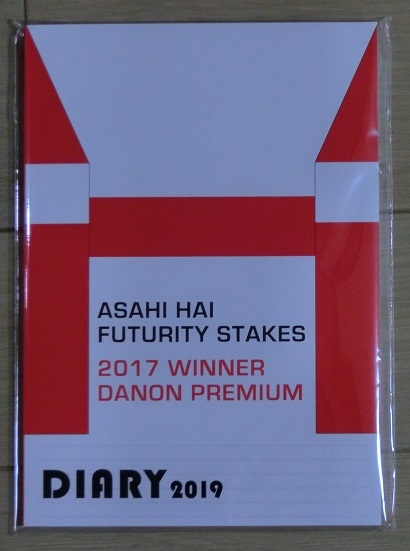 ASAHI HAI
FUTURITY STAKES
2017 WINNER
DANON PREMIUM
DIARY 2019